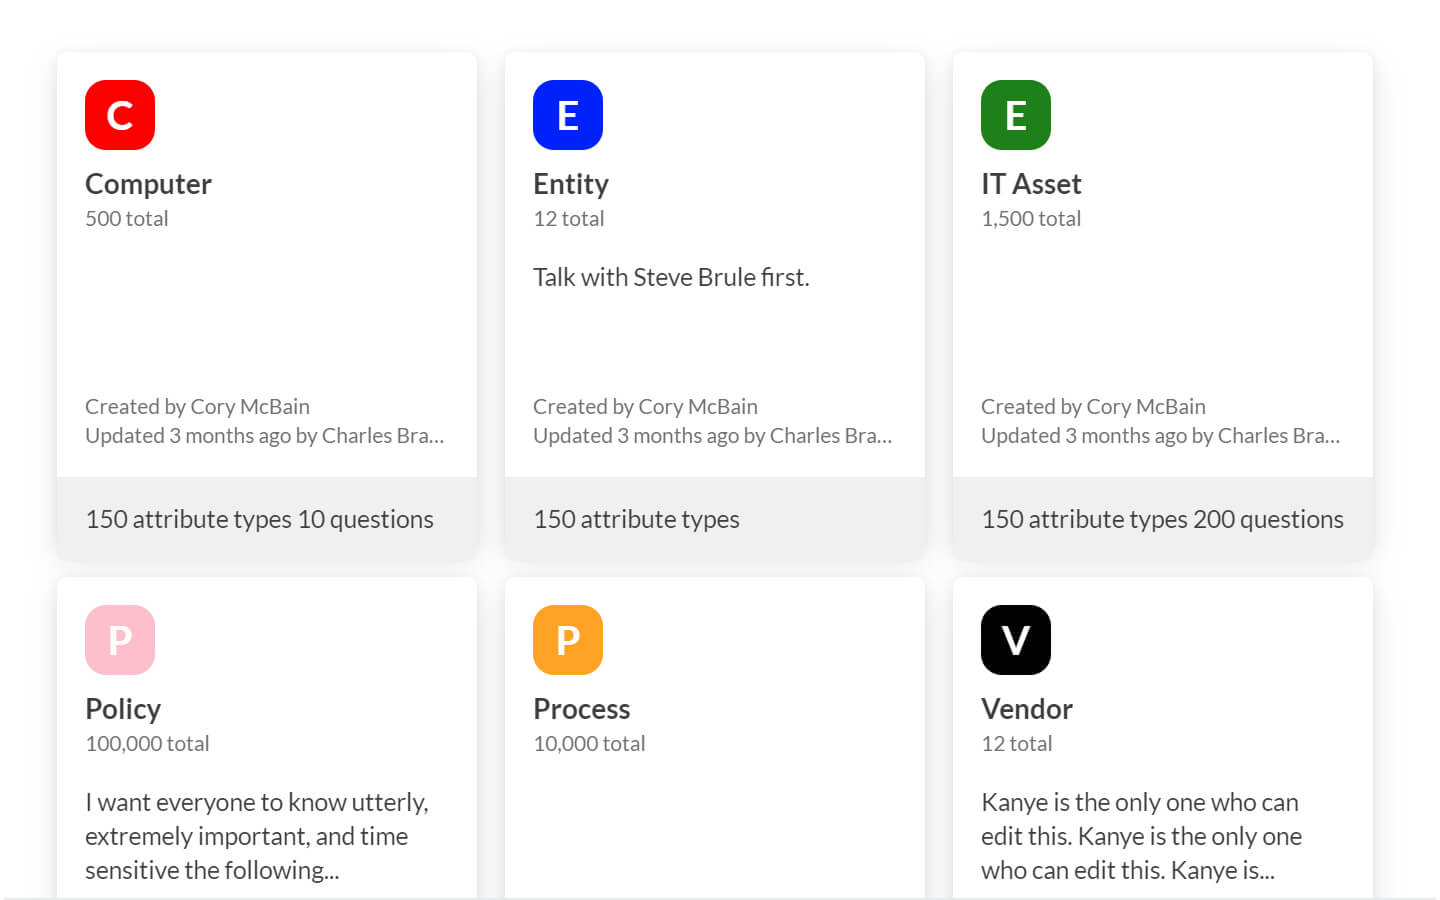 C
Computer
500 total
Created by Cory McBain
Updated 3 months ago by Charles Bra...
150 attribute types 10 questions
E
Entity
12 total
Talk with Steve Brule first.
Created by Cory McBain
Updated 3 months ago by Charles Bra...
150 attribute types
E
IT Asset
1,500 total
Created by Cory McBain
Updated 3 months ago by Charles Bra...
150 attribute types 200 questions
P
Policy
100,000 total
I want everyone to know utterly,
extremely important, and time
sensitive the following...
P
Process
10,000 total
V
Vendor
12 total
Kanye is the only one who can
edit this. Kanye is the only one
who can edit this. Kanye is...